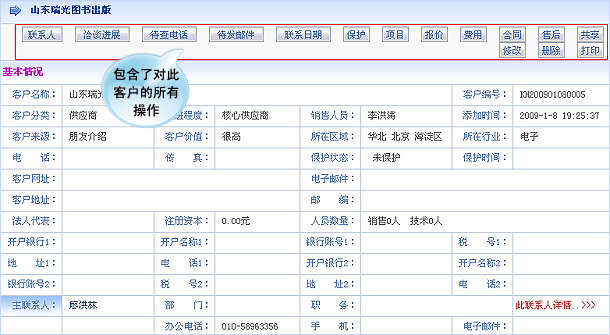 山东瑞光图书出版
联系人 洽谈进展 待查电话 待发邮件 联系日期 保护 项目 报价 费用 合同 售后 共享
修改 删除 打印
基本情况
包含了对此
客户的所有
操作
客户名称： 山东瑞光 客户编号： KH200901080005
客户分类： 供应商 进程度： 核心供应商 销售人员： 李洪涛 添加时间： 2009-1-8 19:25:37
客户来源： 朋友介绍 客户价值： 很高 所在区域： 华北 北京 海淀区 所在行业： 电子
电 话： 传 真： 保护状态： 未保护 保护时间：
客户网址： 电子邮件：
客户地址： 邮 编：
法人代表： 注册资本： 0.00元 人员数量： 销售0人 技术0人
开户银行1： 开户名称1： 银行账号1： 税 号1：
地 址1： 电 话1： 开户银行2： 开户名称2：
银行账号2： 税 号2： 地 址2： 电 话2：
主联系人： 廖洪林 部 门： 职 务： 此联系人详情..>>>
办公电话： 010-58963356 手 机： 电子邮件：